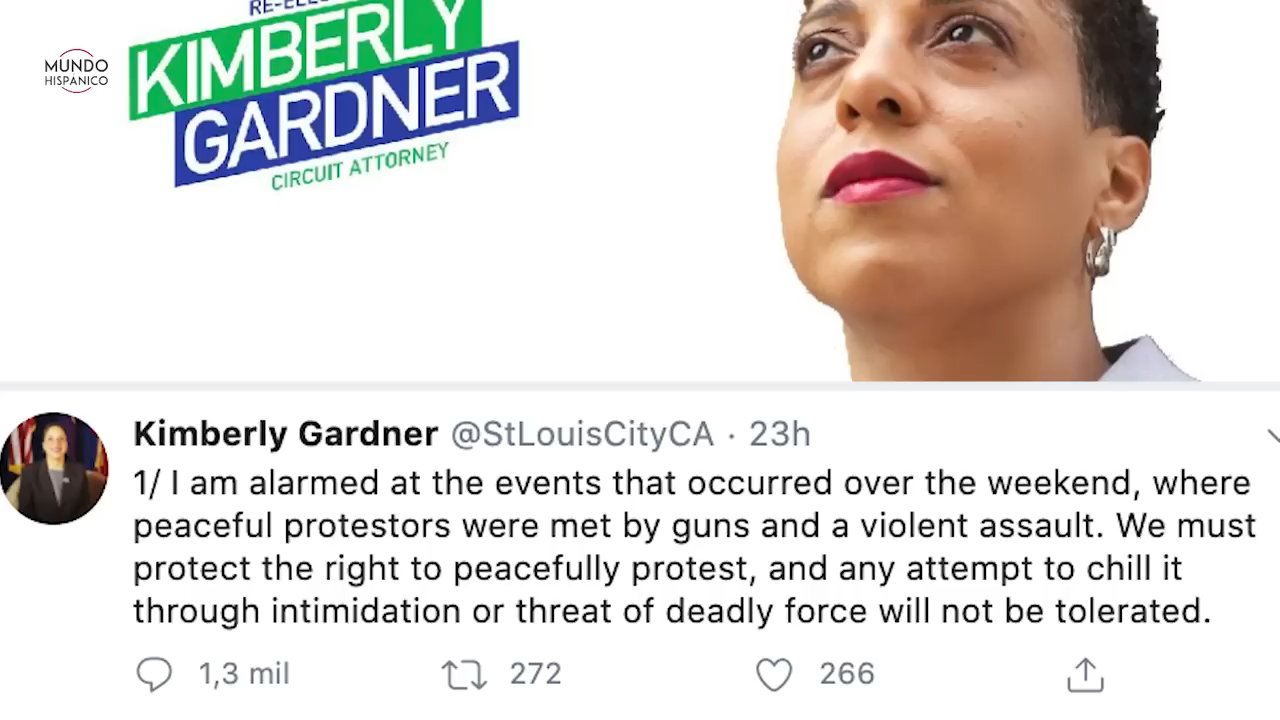 MUNDO
HISPANICO
KIMBERLY
GARDNER
CIRCUIT ATTORNEY
Kimberly Gardner @StLouisCityCA · 23h
1/ I am alarmed at the events that occurred over the weekend, where
peaceful protestors were met by guns and a violent assault. We must
protect the right to peacefully protest, and any attempt to chill it
through intimidation or threat of deadly force will not be tolerated.
1,3 mil 272 266